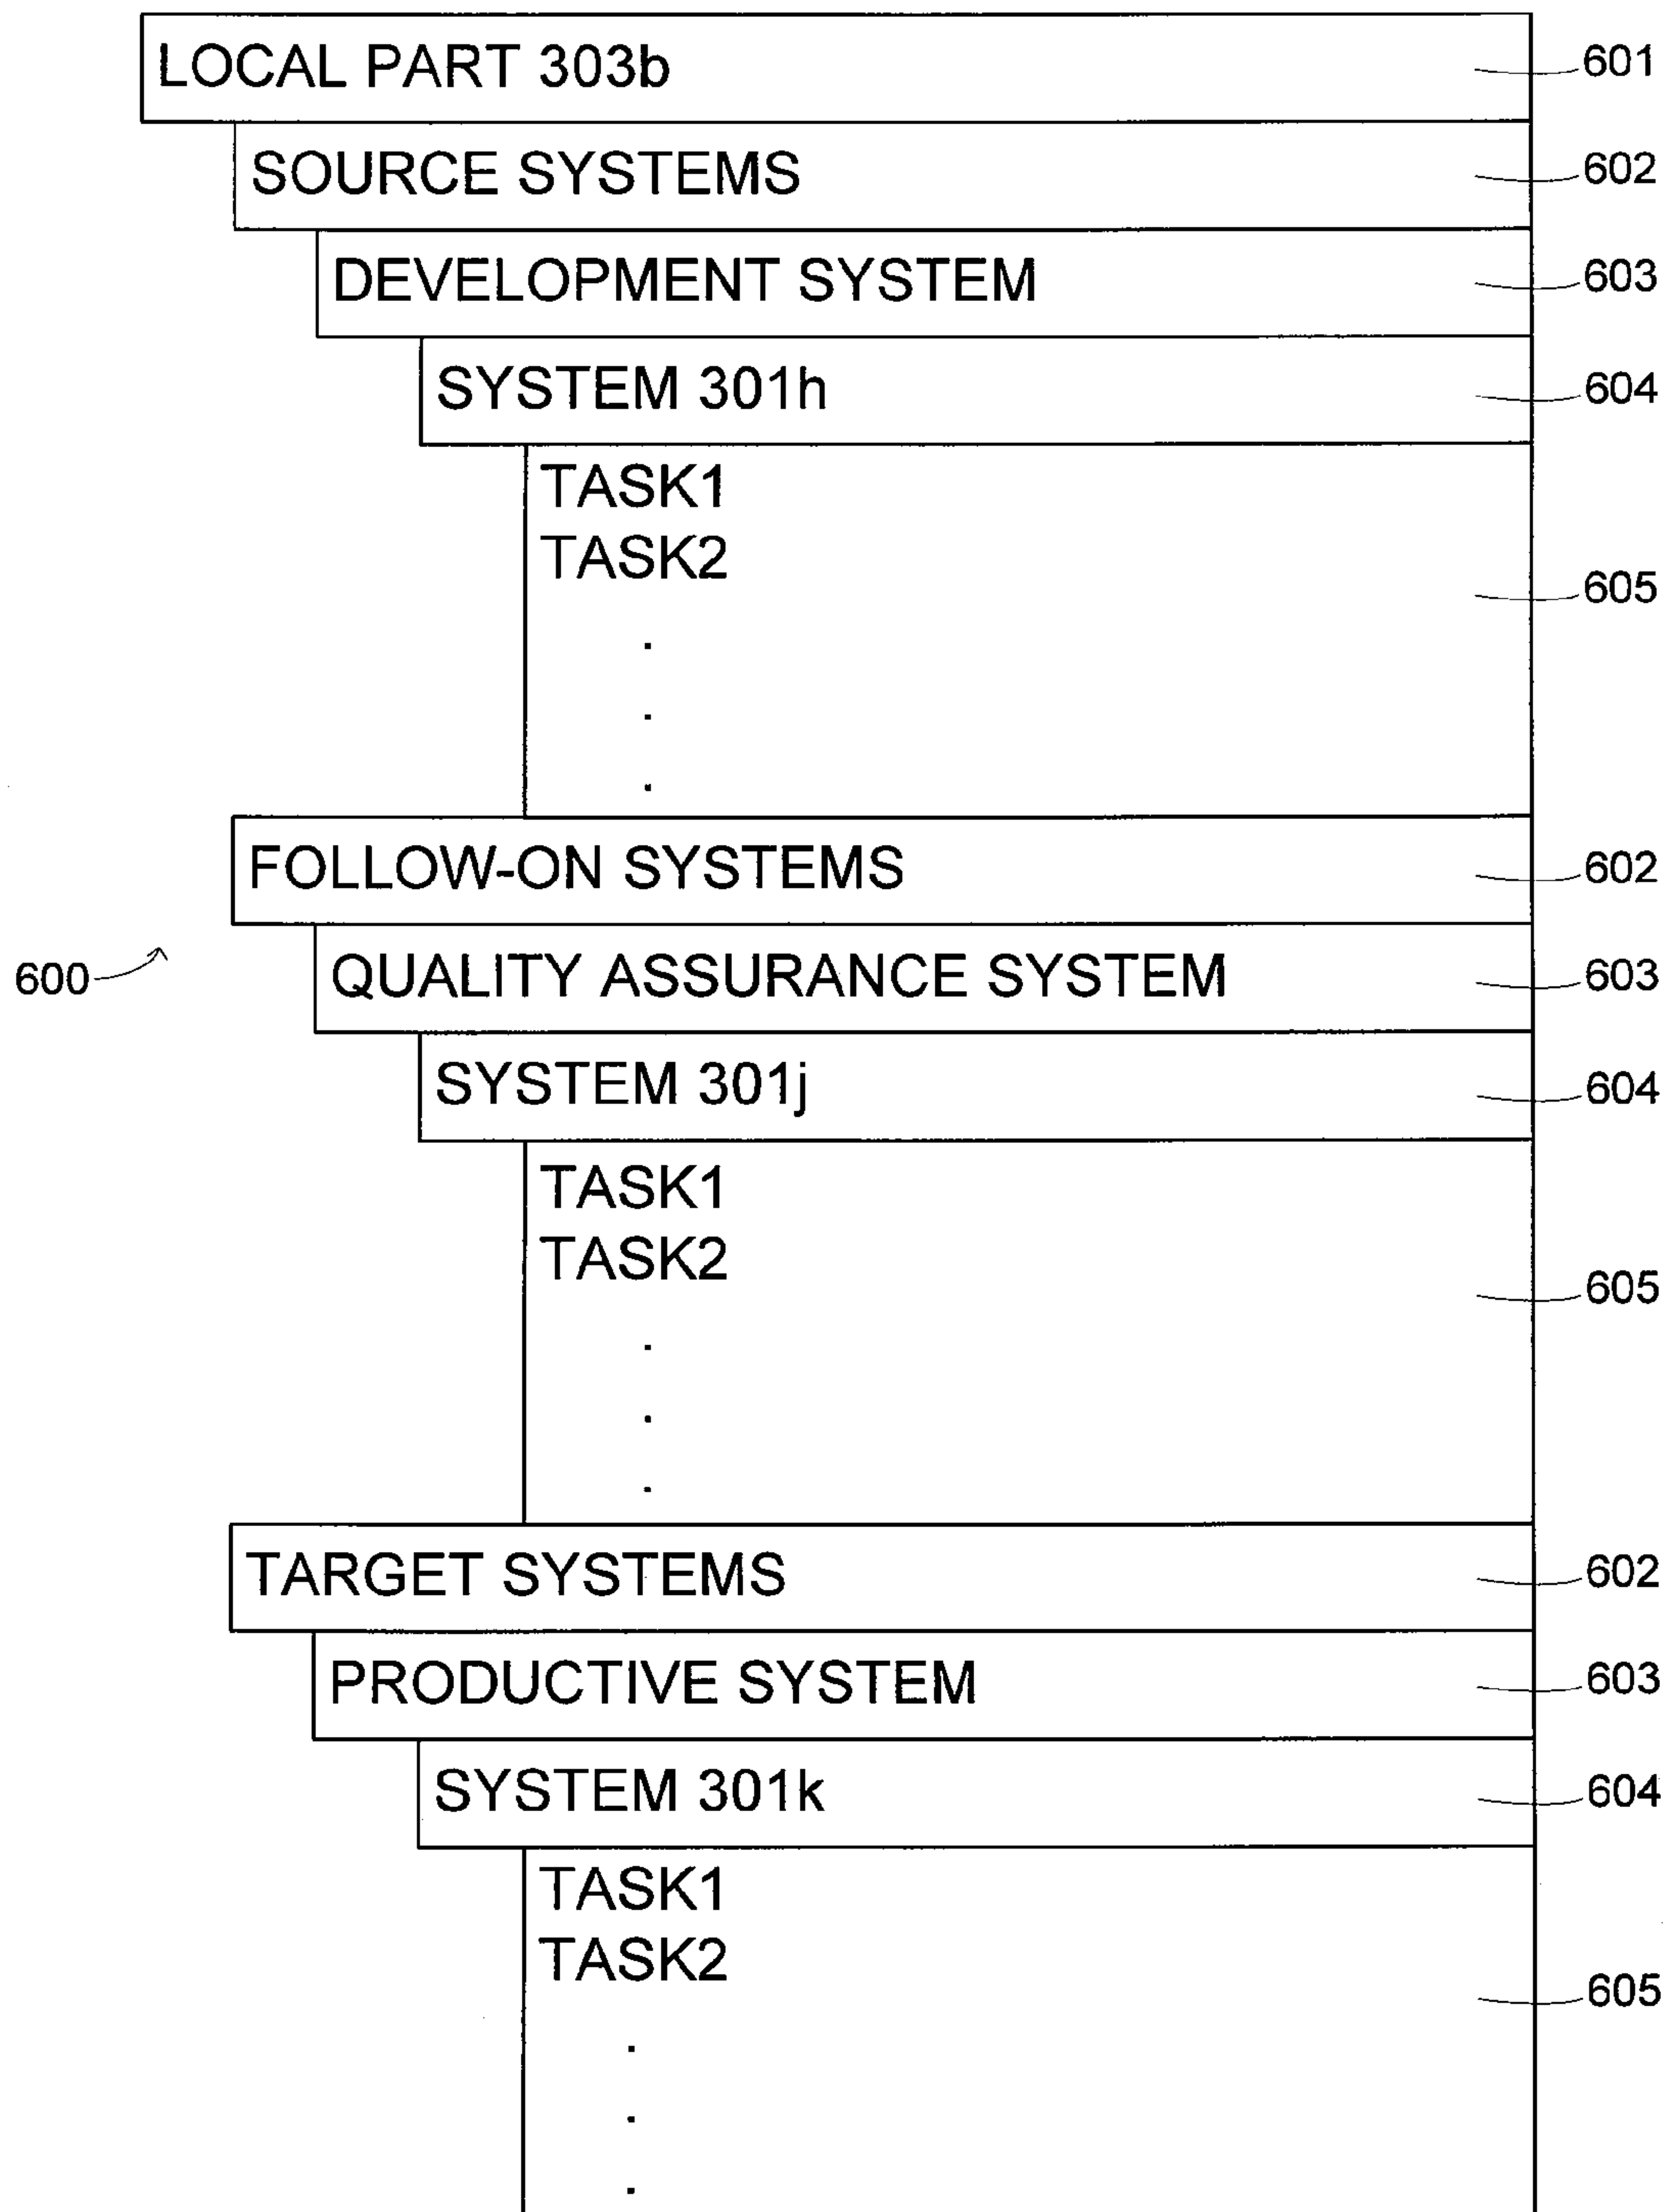 LOCAL PART 303b 601
SOURCE SYSTEMS 602
DEVELOPMENT SYSTEM 603
SYSTEM 301h 604
TASK1
TASK2
605
.
.
.
FOLLOW-ON SYSTEMS 602
600
QUALITY ASSURANCE SYSTEM 603
SYSTEM 301j 604
TASK1
TASK2
605
.
.
.
TARGET SYSTEMS 602
PRODUCTIVE SYSTEM 603
SYSTEM 301k 604
TASK1
TASK2
605
.
.
.